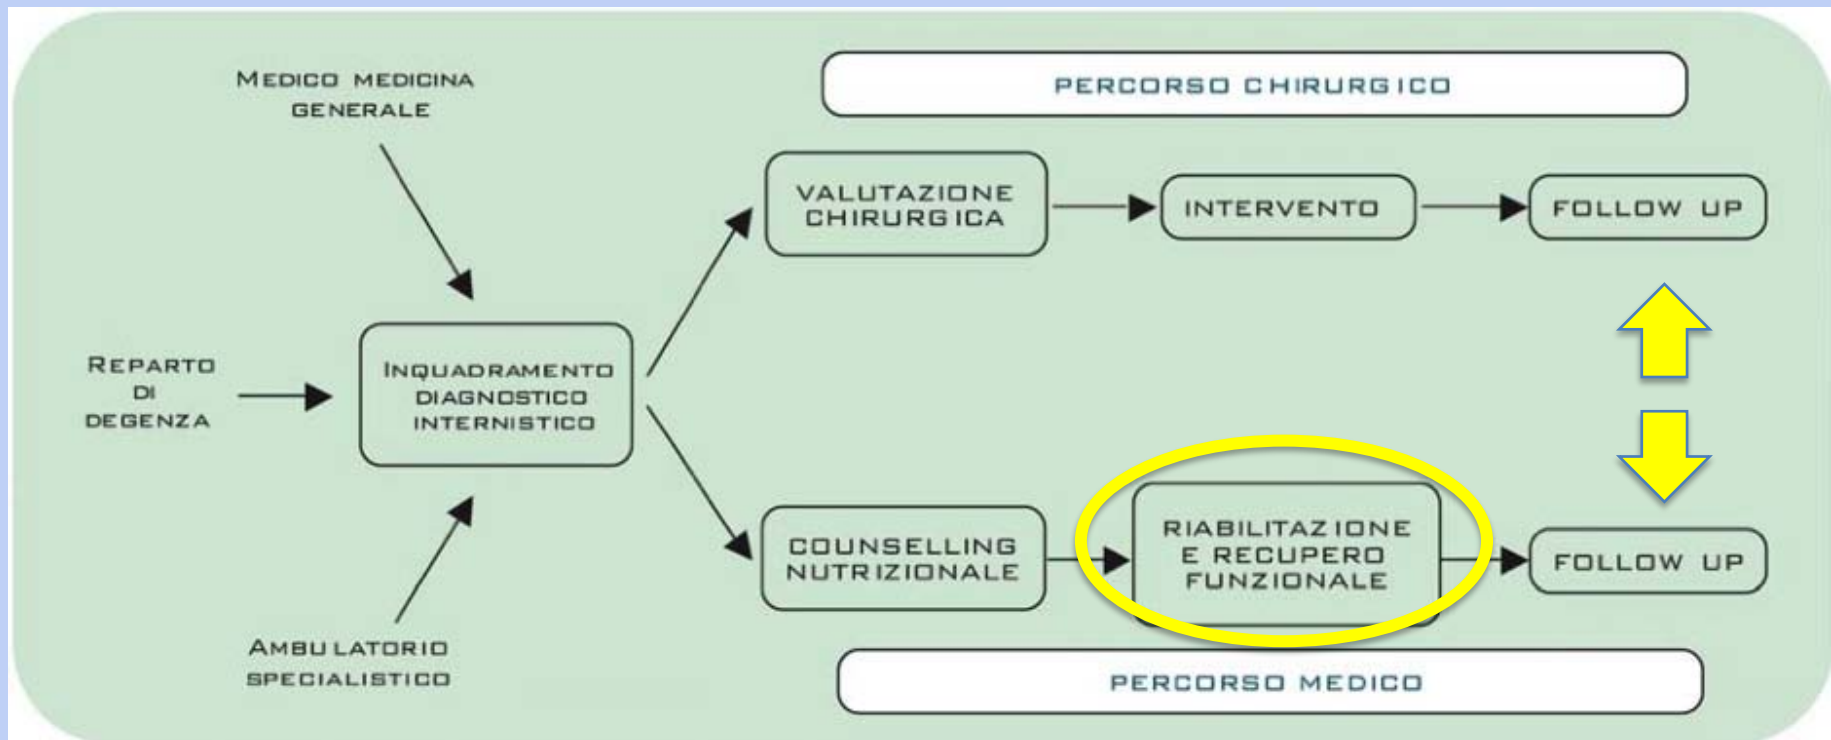 MEDICO MEDICINA
GENERALE
PERCORSO CHIRURGICO
VALUTAZIONE
CHIRURGICA
INTERVENTO
FOLLOW UP
REPARTO
DI
DEGENZA
INQUADRAMENTO
DIAGNOSTICO
INTERNISTICO
COUNSELLING
NUTRIZIONALE
RIABILITAZIONE
E RECUPERO
FUNZIONALE
FOLLOW UP
AMBULATORIO
SPECIALISTICO
PERCORSO MEDICO